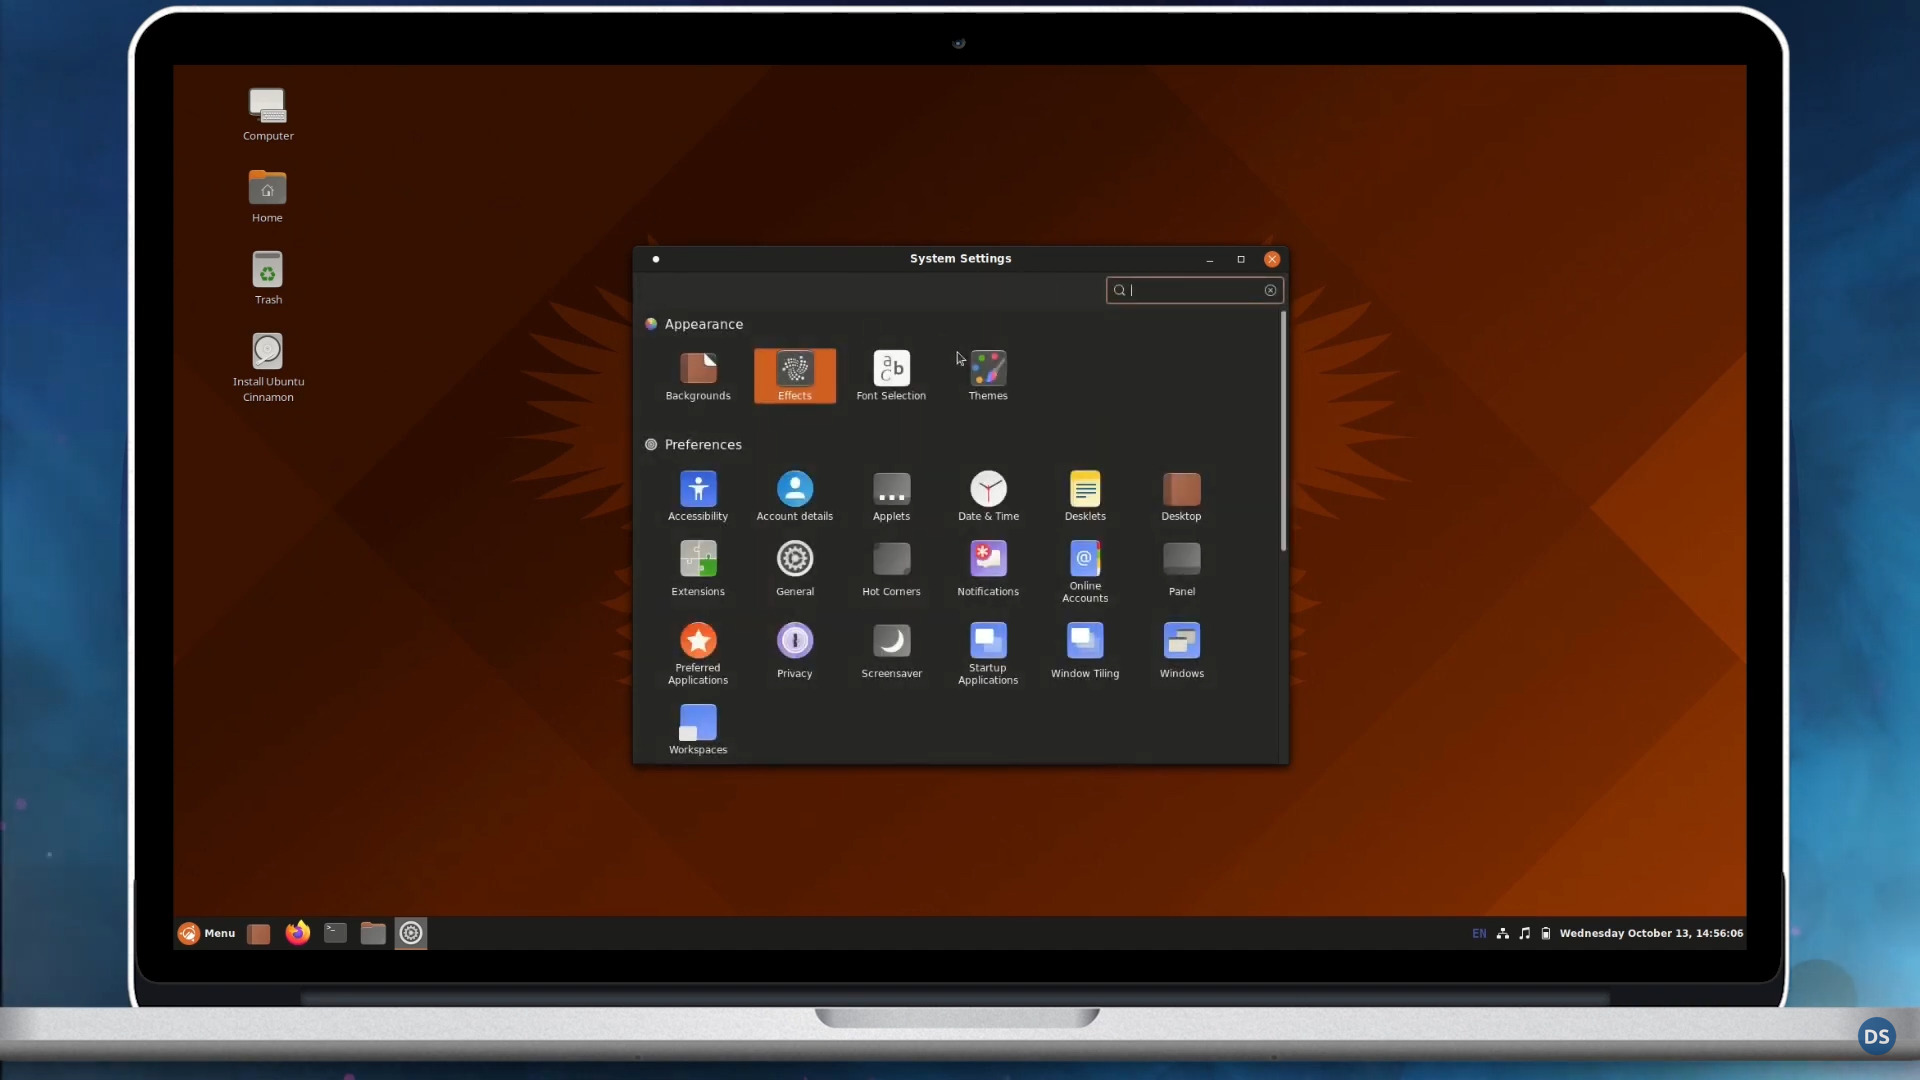 Computer
Home
Trash
Install Ubuntu
Cinnamon
System Settings
Appearance
Backgrounds
Effects
Font Selection
Themes
Preferences
Accessibility
Account details
Applets
Date & Time
Desklets
Desktop
Extensions
General
Hot Corners
Notifications
Online
Accounts
Panel
Preferred
Applications
Privacy
Screensaver
Startup
Applications
Window Tiling
Windows
Workspaces
Menu
EN
Wednesday October 13, 14:56:06
DS